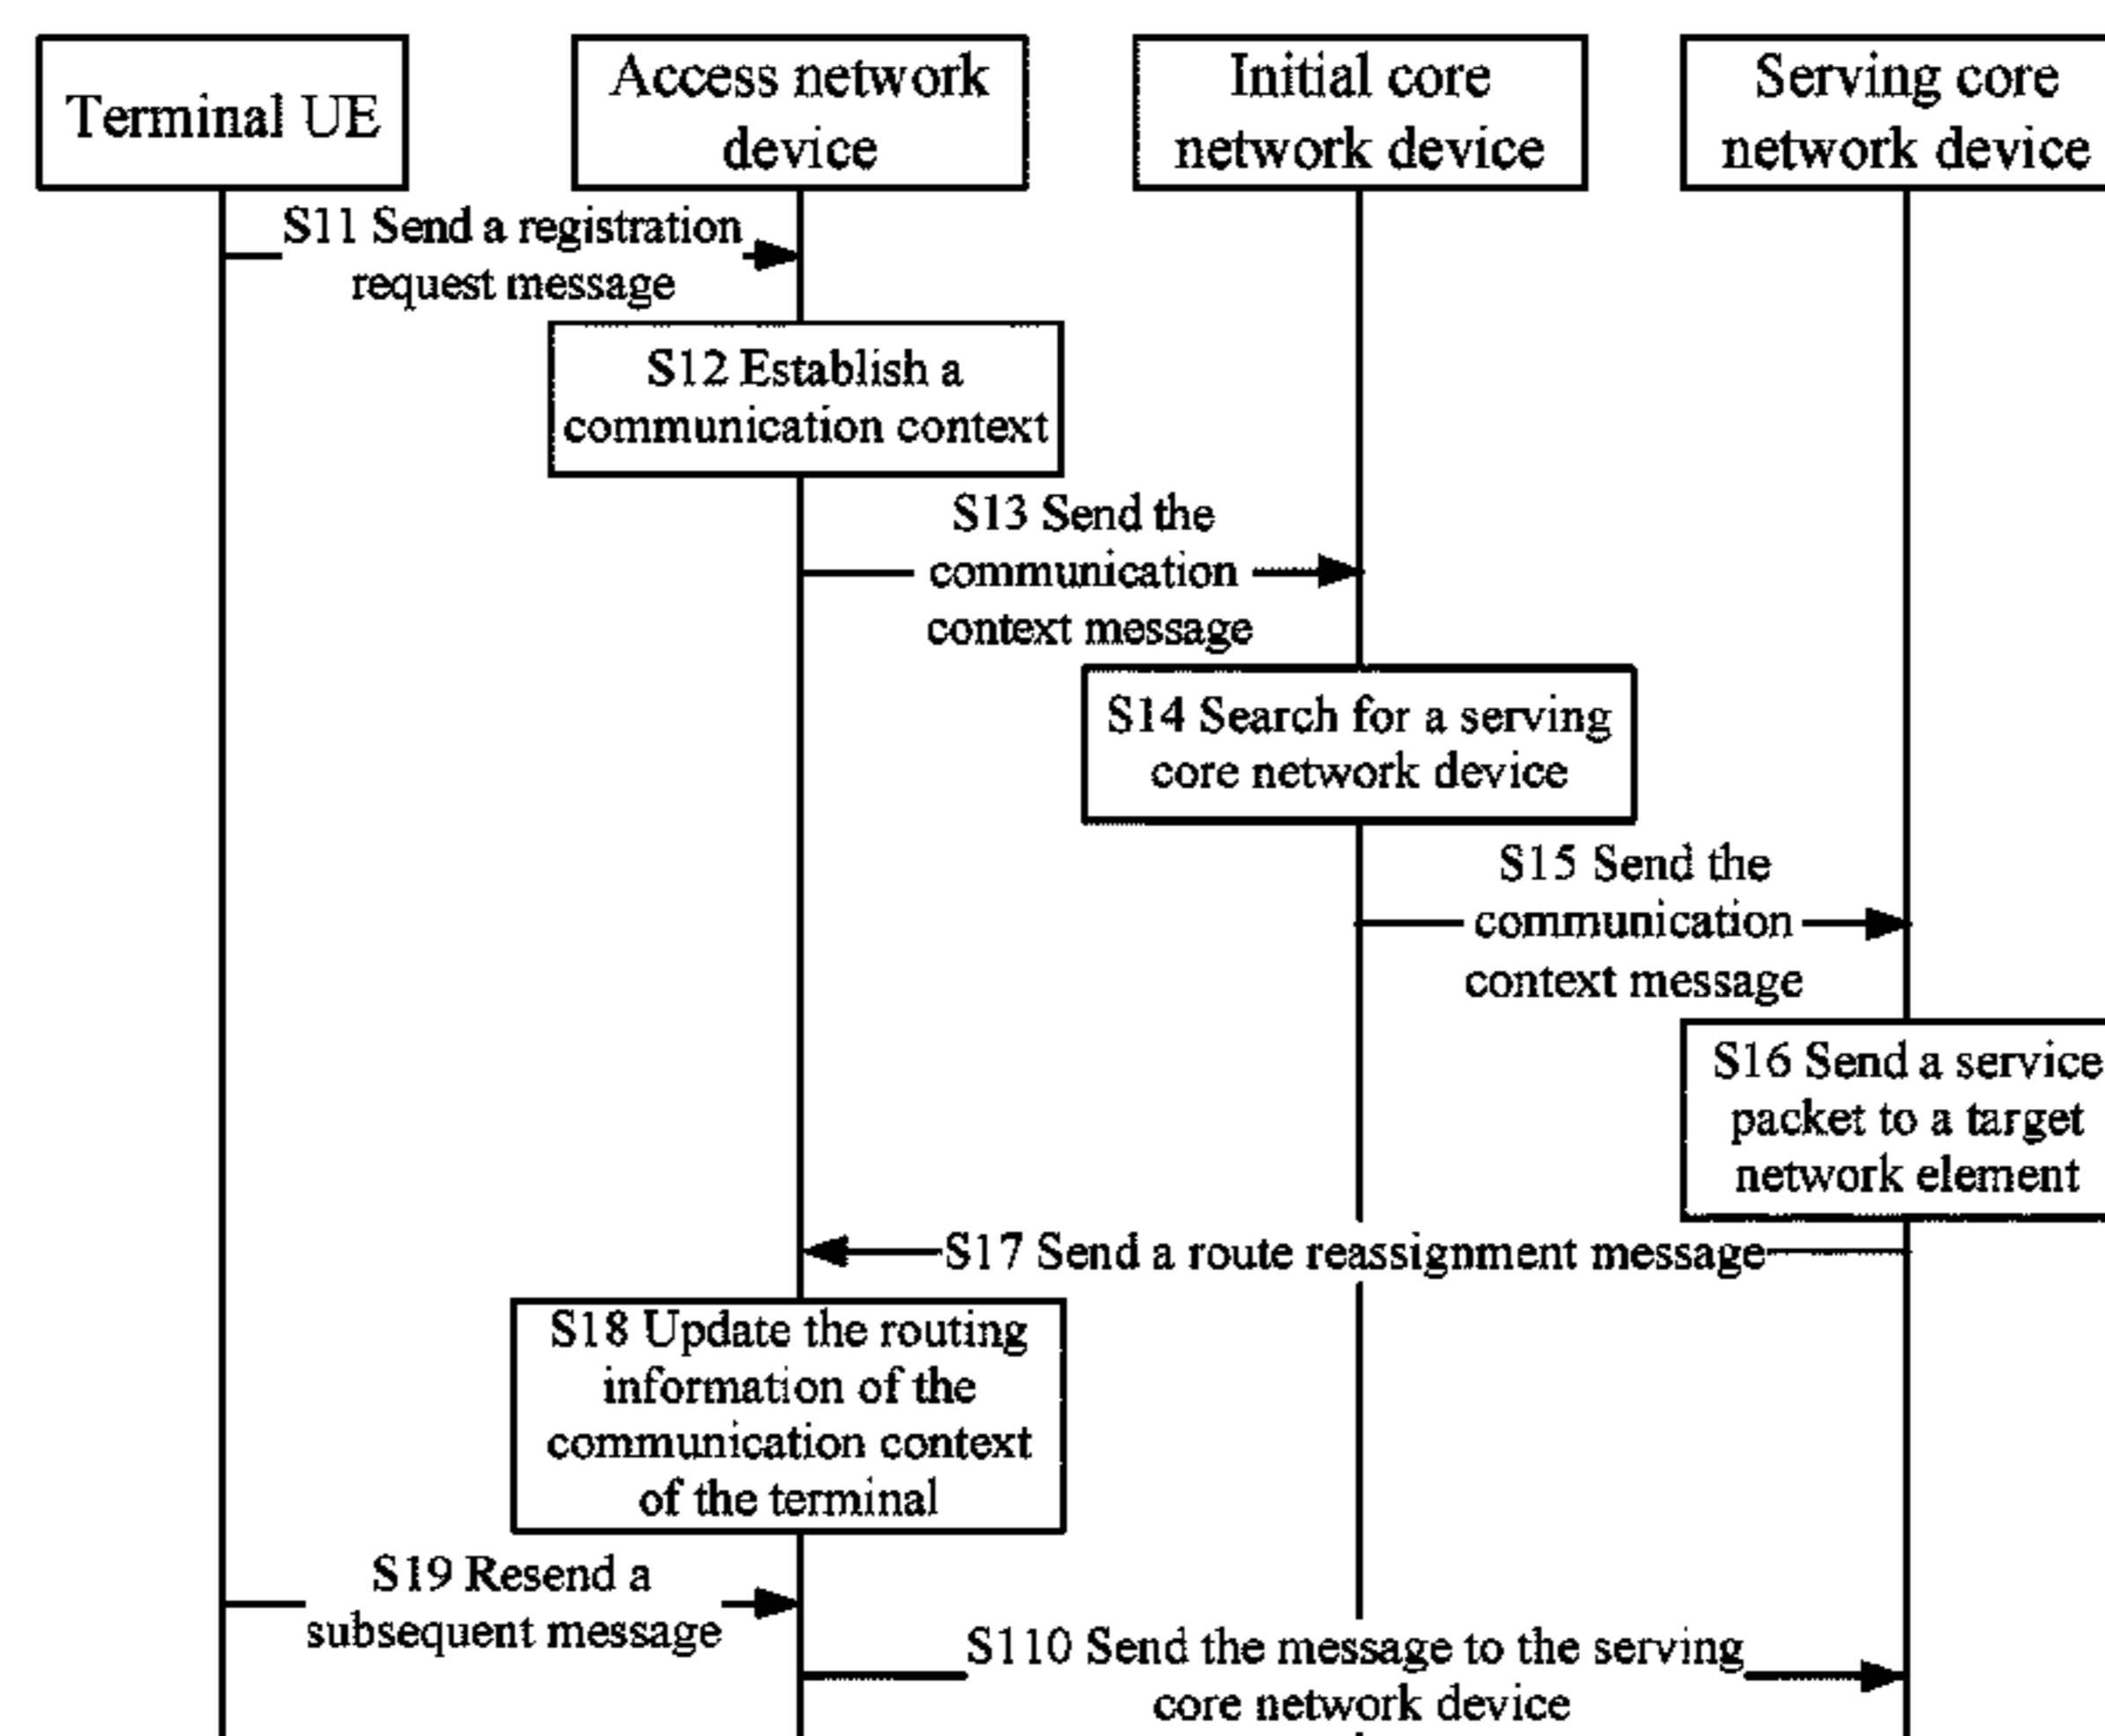 Terminal UE
Access network
device
Initial core
network device
Serving core
network device
S11 Send a registration
request message
S12 Establish a
communication context
S13 Send the
communication
context message
S14 Search for a serving
core network device
S15 Send the
communication
context message
S16 Send a service
packet to a target
network element
S17 Send a route reassignment message
S18 Update the routing
information of the
communication context
of the terminal
S19 Resend a
subsequent message
S110 Send the message to the serving
core network device